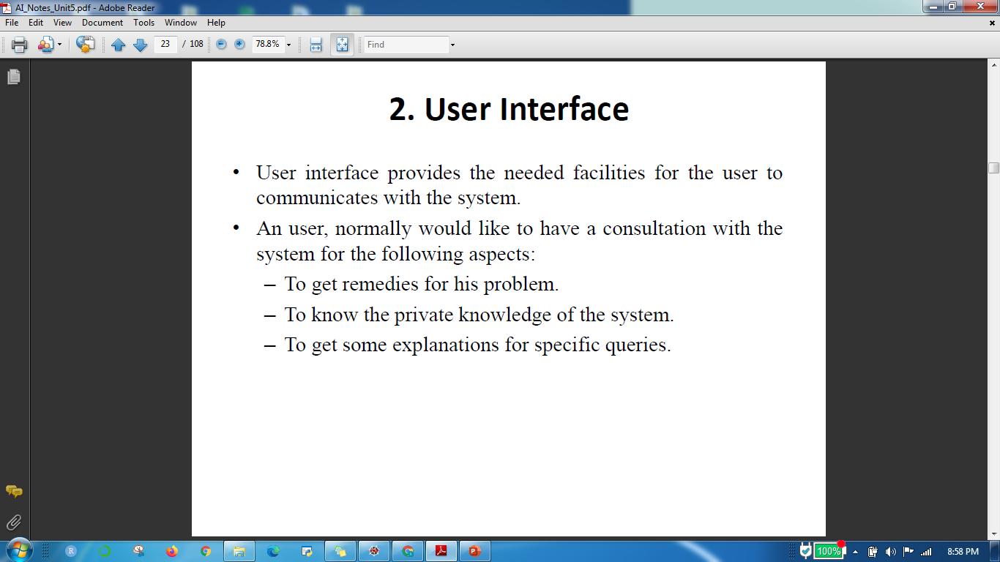 AI_Notes_Unit5.pdf - Adobe Reader
File Edit View Document Tools Window Help
23 / 108 78.8% Find
2. User Interface
• User interface provides the needed facilities for the user to
communicates with the system.
• An user, normally would like to have a consultation with the
system for the following aspects:
– To get remedies for his problem.
– To know the private knowledge of the system.
– To get some explanations for specific queries.
100% 8:58 PM